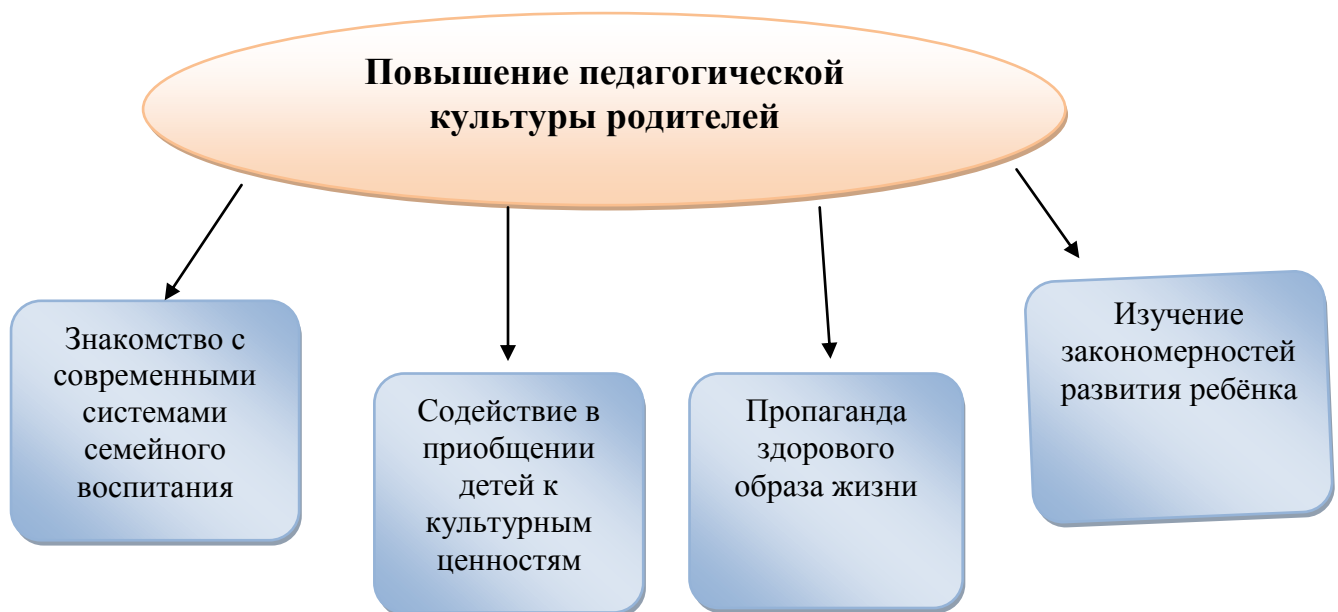 Повышение педагогической
культуры родителей
Знакомство с
современными
системами
семейного
воспитания
Содействие в
приобщении
детей к
культурным
ценностям
Пропаганда
здорового
образа жизни
Изучение
закономерностей
развития ребёнка